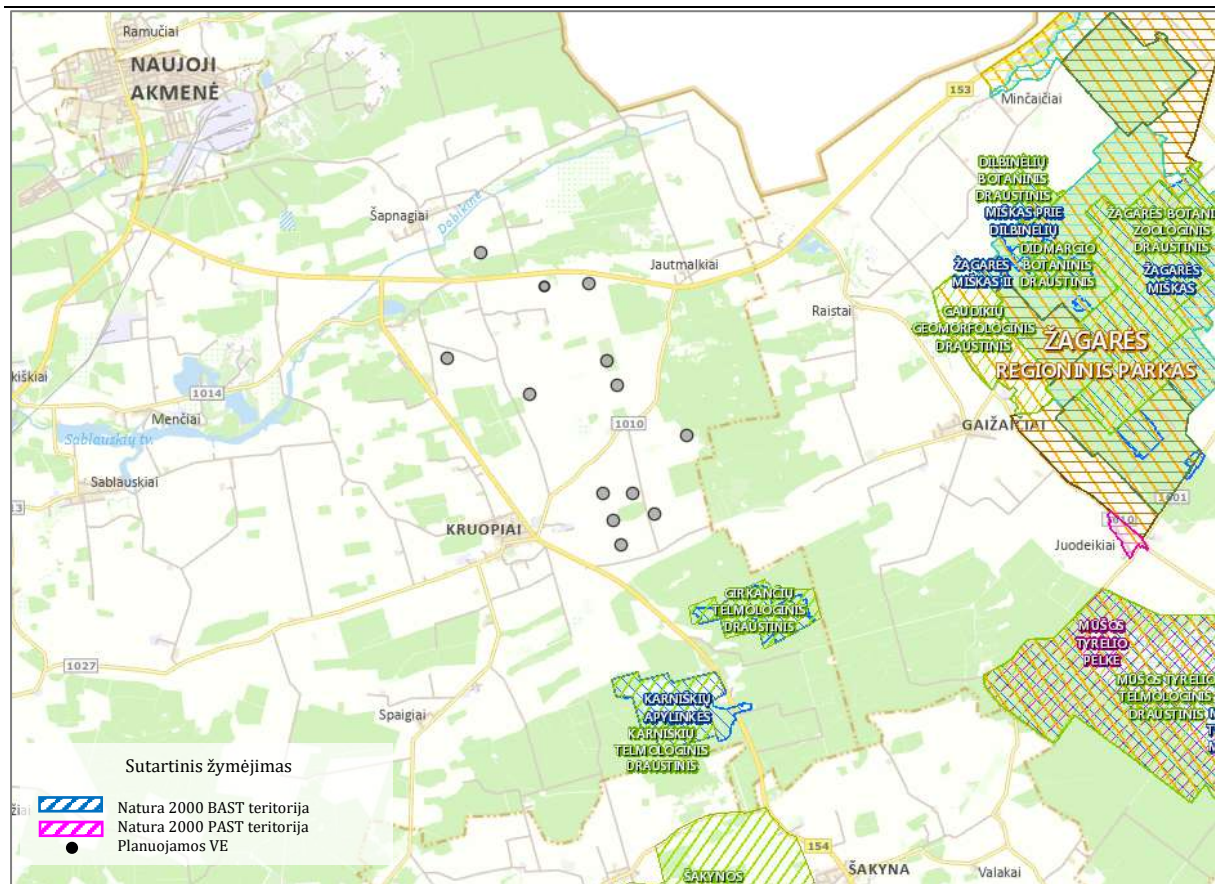 Ramučiai
NAUJOJI
AKMENĖ
153
Minčaičiai
DILBINĖLIŲ
BOTANINIS
DRAUSTINIS
MIŠKAS PRIE
DILBINĖLIŲ
DIDMARGIO
BOTANINIS
DRAUSTINIS
ŽAGARĖS BOTANI
ZOOLOGINIS
DRAUSTINIS
ŽAGARĖS
MIŠKAS
ŽAGARĖS
MIŠKAS II
GAUDIKIŲ
GEOMORFOLOGINIS
DRAUSTINIS
ŽAGARĖS
REGIONINIS PARKAS
Šapnagiai
Dabikinė
Jautmalkiai
Raistai
kiškiai
1014
Menčiai
Sablauskių tv.
Sablauskiai
13
1010
GAIŽAIČIAI
1601
Juodeikiai
KRUOPIAI
GIRKANČIŲ
TELMOLOGINIS
DRAUSTINIS
MŪŠOS
TYRELIO
PELKĖ
MŪŠOS TYRELIO
TELMOLOGINIS
DRAUSTINIS
1027
Spaigiai
KARNIŠKIŲ
APYLINKĖS
KARNIŠKIŲ
TELMOLOGINIS
DRAUSTINIS
154
ŠAKYNA
Valakai
ŠAKYNOS
Sutartinis žymėjimas
Natura 2000 BAST teritorija
Natura 2000 PAST teritorija
Planuojamos VE